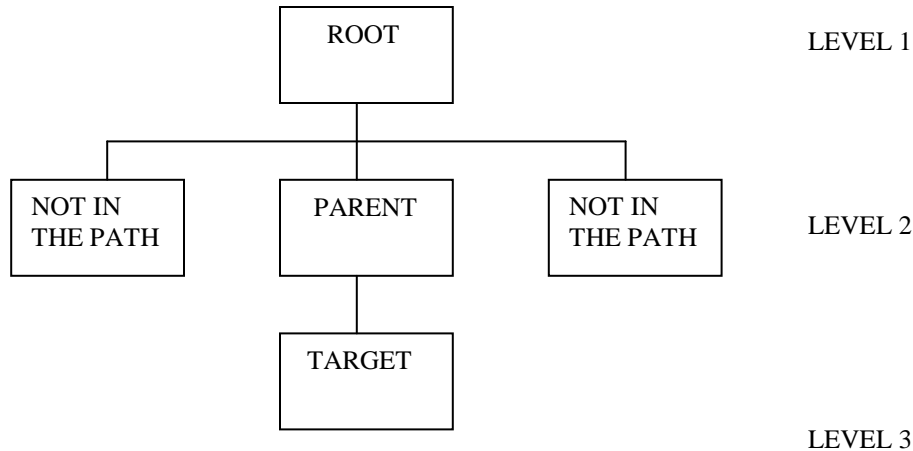 ROOT
LEVEL 1
NOT IN
THE PATH
PARENT
NOT IN
THE PATH
LEVEL 2
TARGET
LEVEL 3